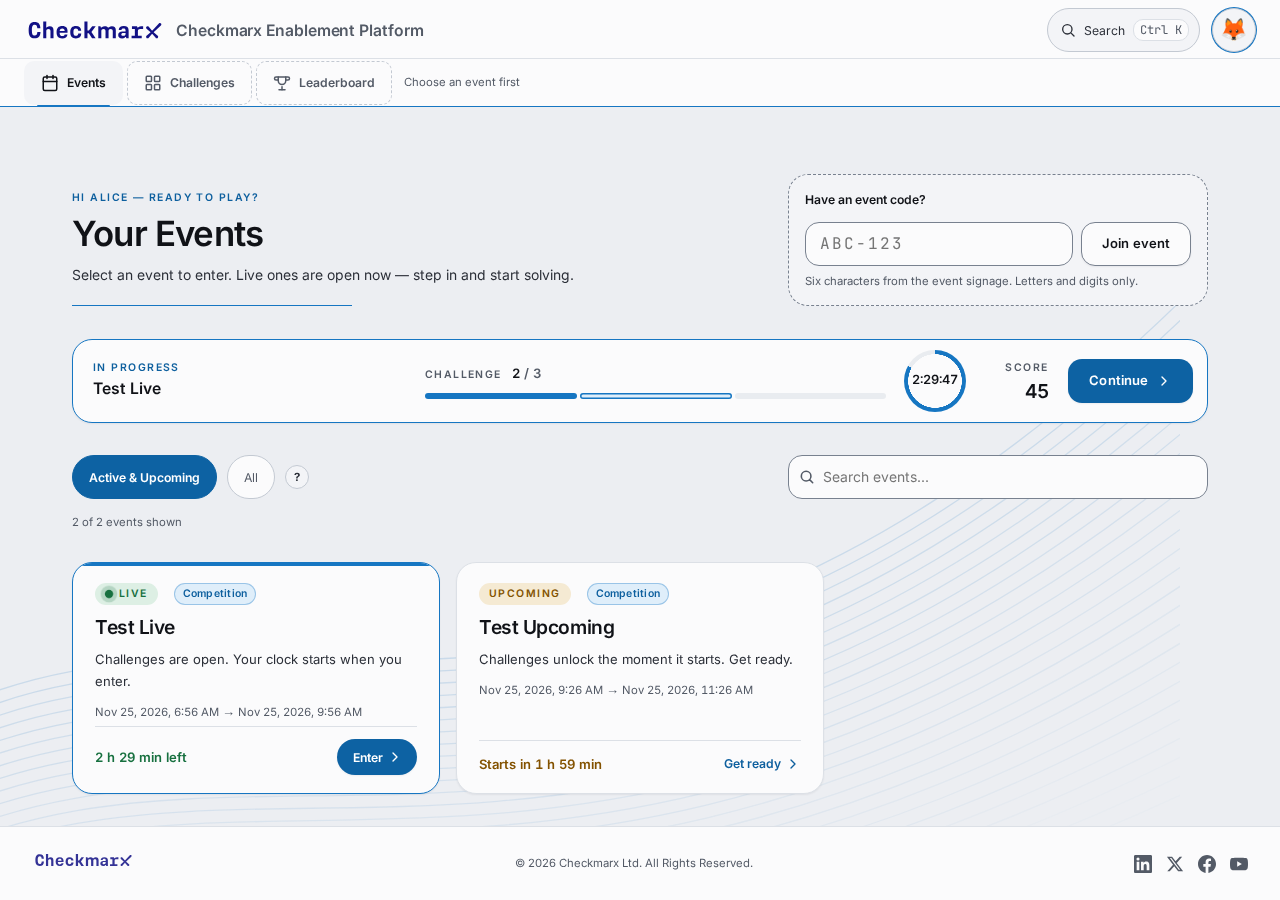 Checkmarx Checkmarx Enablement Platform
Search Ctrl K
Events Challenges Leaderboard Choose an event first
HI ALICE — READY TO PLAY?
Your Events
Select an event to enter. Live ones are open now — step in and start solving.
Have an event code?
ABC-123 Join event
Six characters from the event signage. Letters and digits only.
IN PROGRESS
Test Live
CHALLENGE 2 / 3
2:29:47
SCORE
45
Continue
Active & Upcoming All ?
Search events...
2 of 2 events shown
LIVE Competition
Test Live
Challenges are open. Your clock starts when you
enter.
Nov 25, 2026, 6:56 AM → Nov 25, 2026, 9:56 AM
2 h 29 min left Enter
UPCOMING Competition
Test Upcoming
Challenges unlock the moment it starts. Get ready.
Nov 25, 2026, 9:26 AM → Nov 25, 2026, 11:26 AM
Starts in 1 h 59 min Get ready
Checkmarx
© 2026 Checkmarx Ltd. All Rights Reserved.